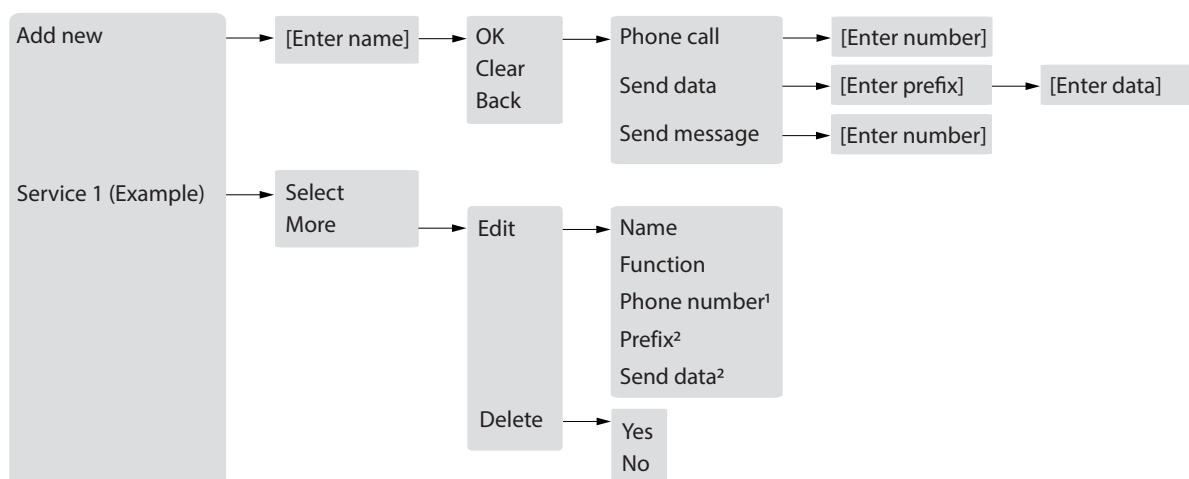 Add new
[Enter name]
OK
Clear
Back
Phone call
[Enter number]
Send data
[Enter prefix]
[Enter data]
Send message
[Enter number]
Service 1 (Example)
Select
More
Edit
Name
Function
Phone number¹
Prefix²
Send data²
Delete
Yes
No